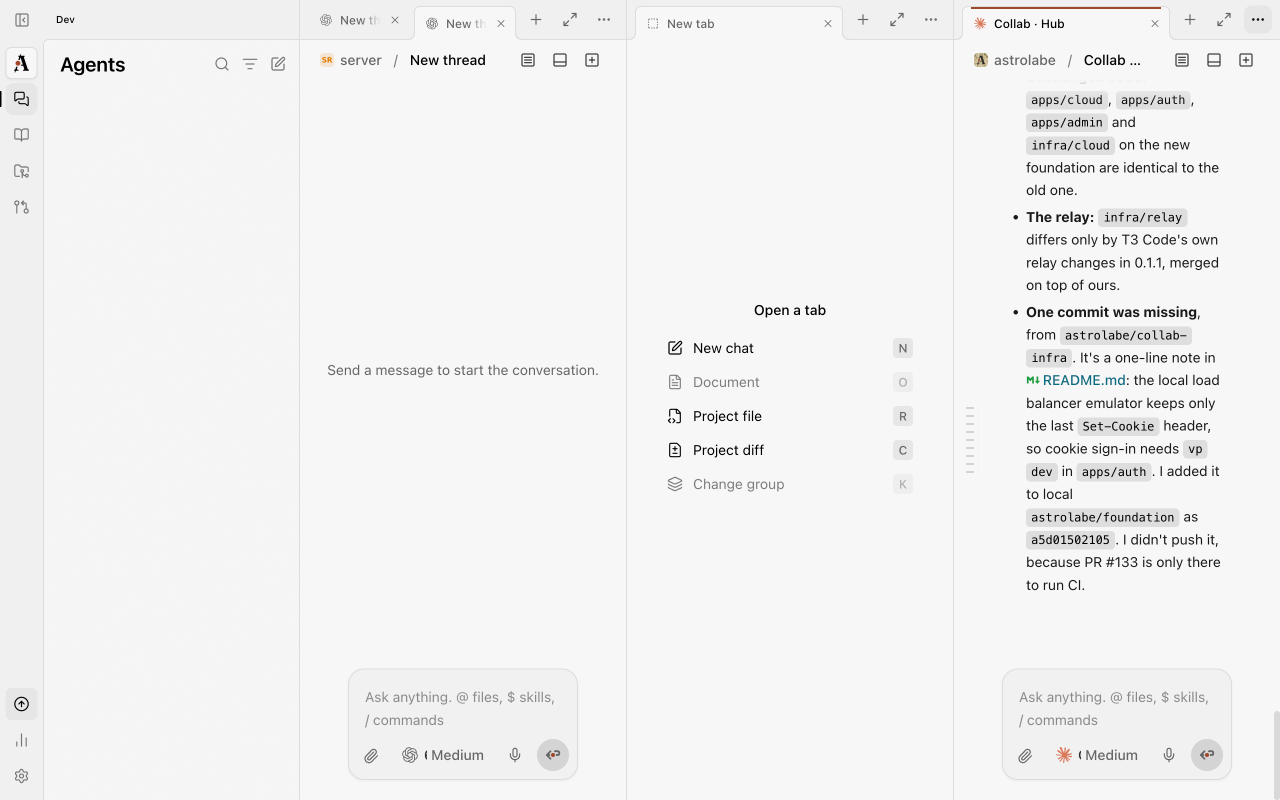 Dev
Agents
New th
New th
SR server / New thread
Send a message to start the conversation.
Ask anything. @ files, $ skills,
/ commands
Medium
New tab
Open a tab
New chat N
Document O
Project file R
Project diff C
Change group K
Collab · Hub
astrolabe / Collab ...
apps/cloud, apps/auth,
apps/admin and
infra/cloud on the new
foundation are identical to the
old one.
• The relay: infra/relay
differs only by T3 Code's own
relay changes in 0.1.1, merged
on top of ours.
• One commit was missing,
from astrolabe/collab-
infra. It's a one-line note in
README.md: the local load
balancer emulator keeps only
the last Set-Cookie header,
so cookie sign-in needs vp
dev in apps/auth. I added it
to local
astrolabe/foundation as
a5d01502105. I didn't push it,
because PR #133 is only there
to run CI.
Ask anything. @ files, $ skills,
/ commands
Medium